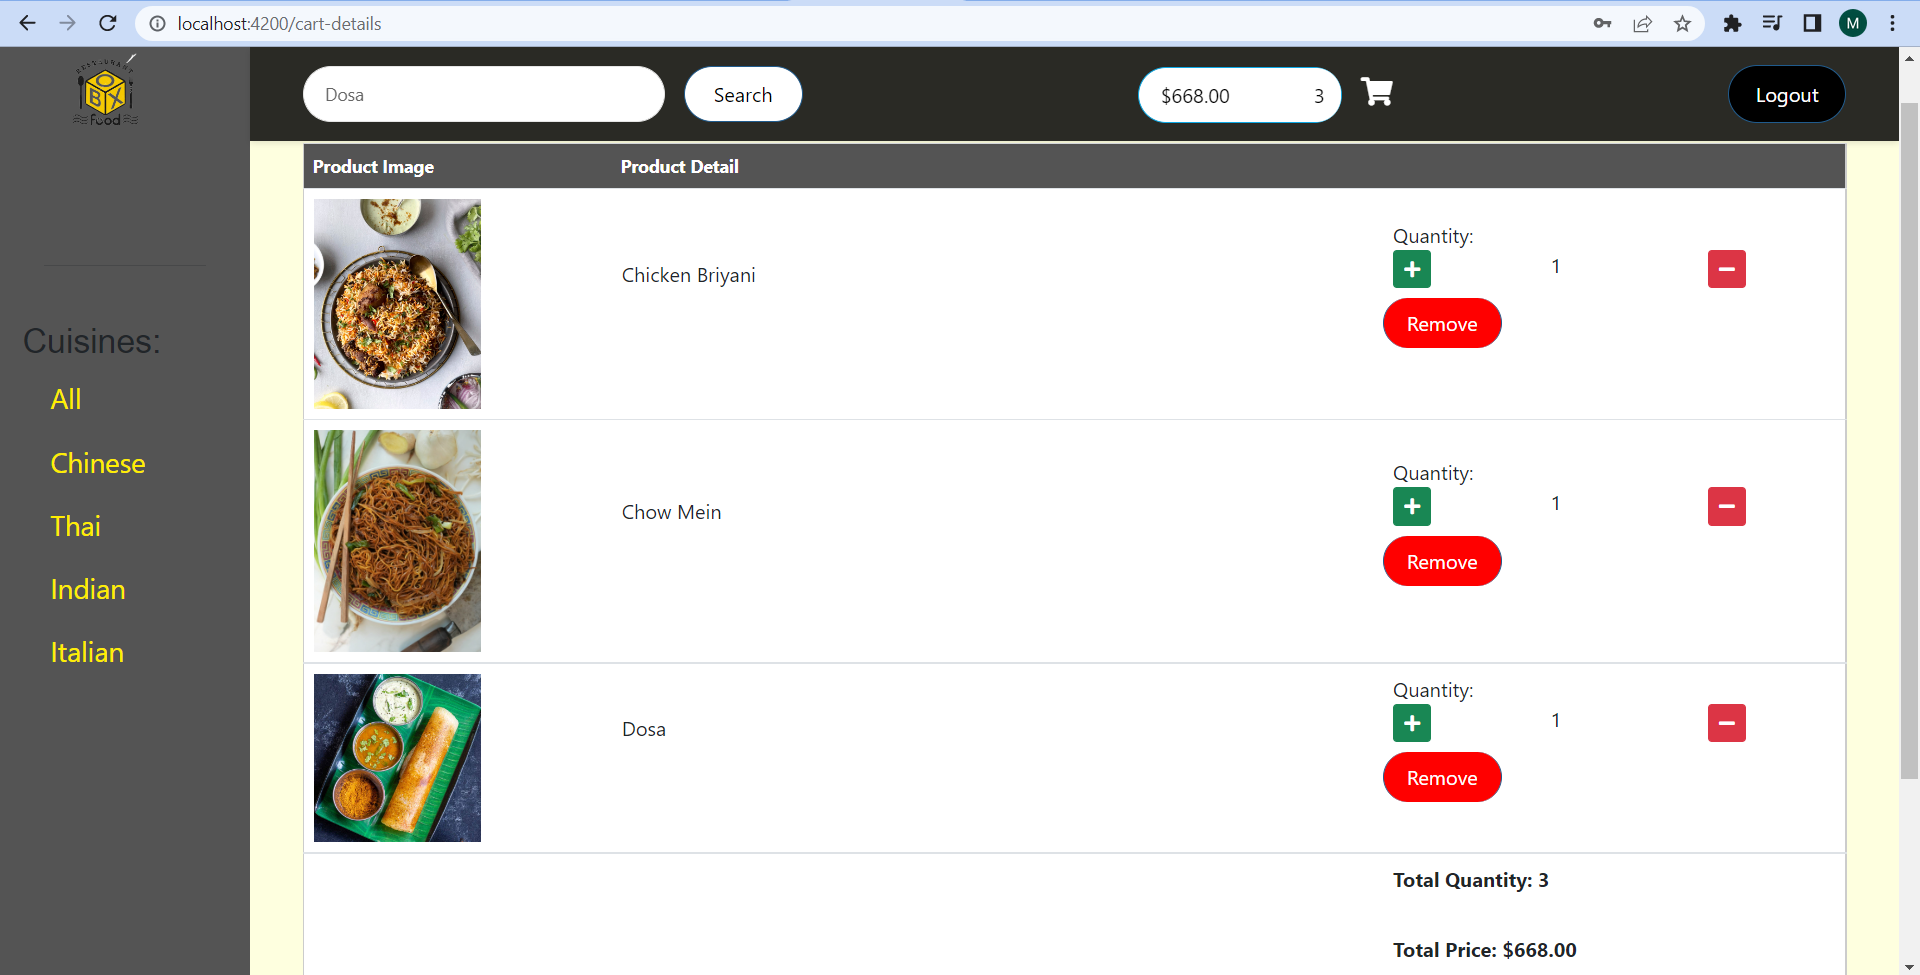 localhost:4200/cart-details
M
RESTAURANT
BOX
food
Dosa
Search
$668.00 3
Logout
Cuisines:
All
Chinese
Thai
Indian
Italian
Product Image Product Detail
Chicken Briyani
Quantity:
+ 1 −
Remove
Chow Mein
Quantity:
+ 1 −
Remove
Dosa
Quantity:
+ 1 −
Remove
Total Quantity: 3
Total Price: $668.00